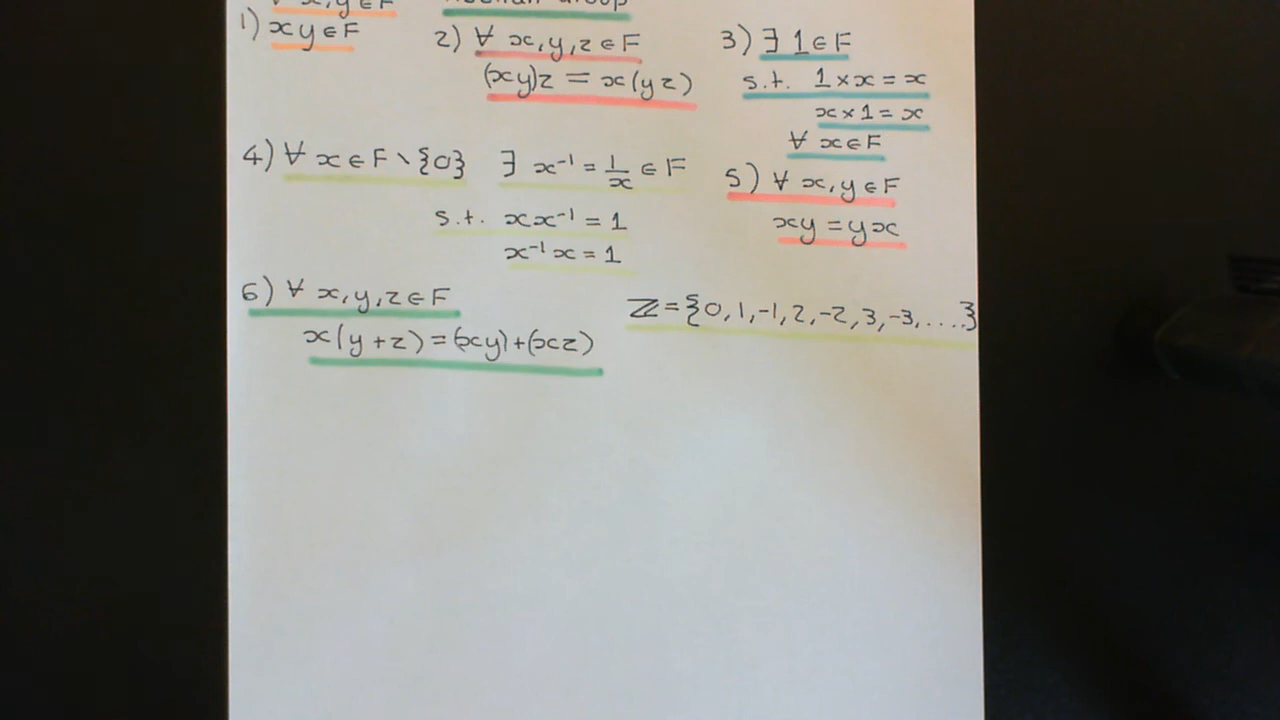 1) xy ∈ F
2) ∀ x, y, z ∈ F
(xy)z = x(yz)
3) ∃ 1 ∈ F
s.t. 1 × x = x
x × 1 = x
∀ x ∈ F
4) ∀ x ∈ F \ {0} ∃ x⁻¹ = 1/x ∈ F
s.t. xx⁻¹ = 1
x⁻¹x = 1
5) ∀ x, y ∈ F
xy = yx
6) ∀ x, y, z ∈ F
x(y + z) = (xy) + (xz)
ℤ = {0, 1, -1, 2, -2, 3, -3, ....}